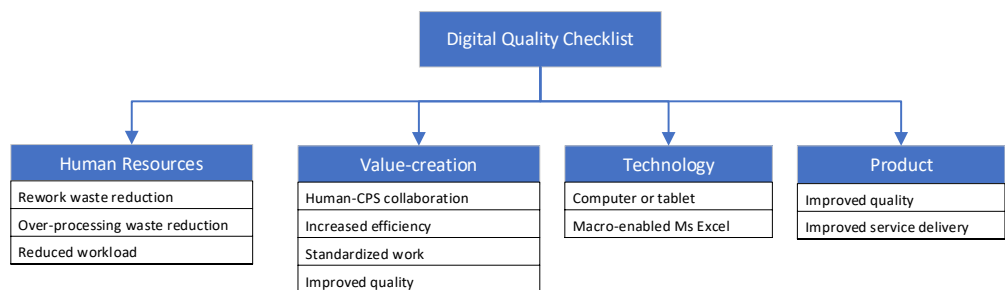 Digital Quality Checklist
Human Resources
Rework waste reduction
Over-processing waste reduction
Reduced workload
Value-creation
Human-CPS collaboration
Increased efficiency
Standardized work
Improved quality
Technology
Computer or tablet
Macro-enabled Ms Excel
Product
Improved quality
Improved service delivery